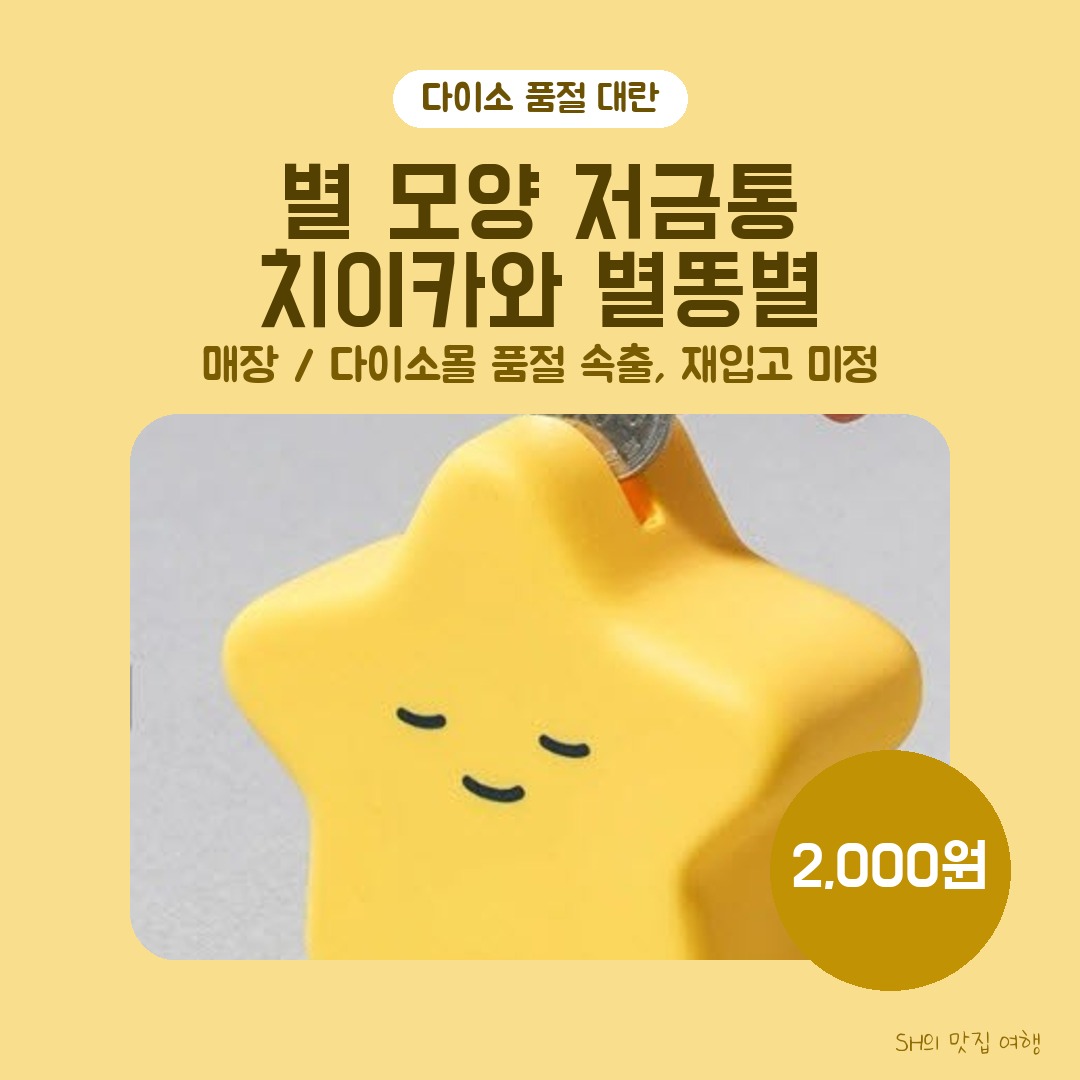 다이소 품절 대란
별 모양 저금통
치이카와 별똥별
매장 / 다이소몰 품절 속출, 재입고 미정
2,000원
SH의 맛집 여행